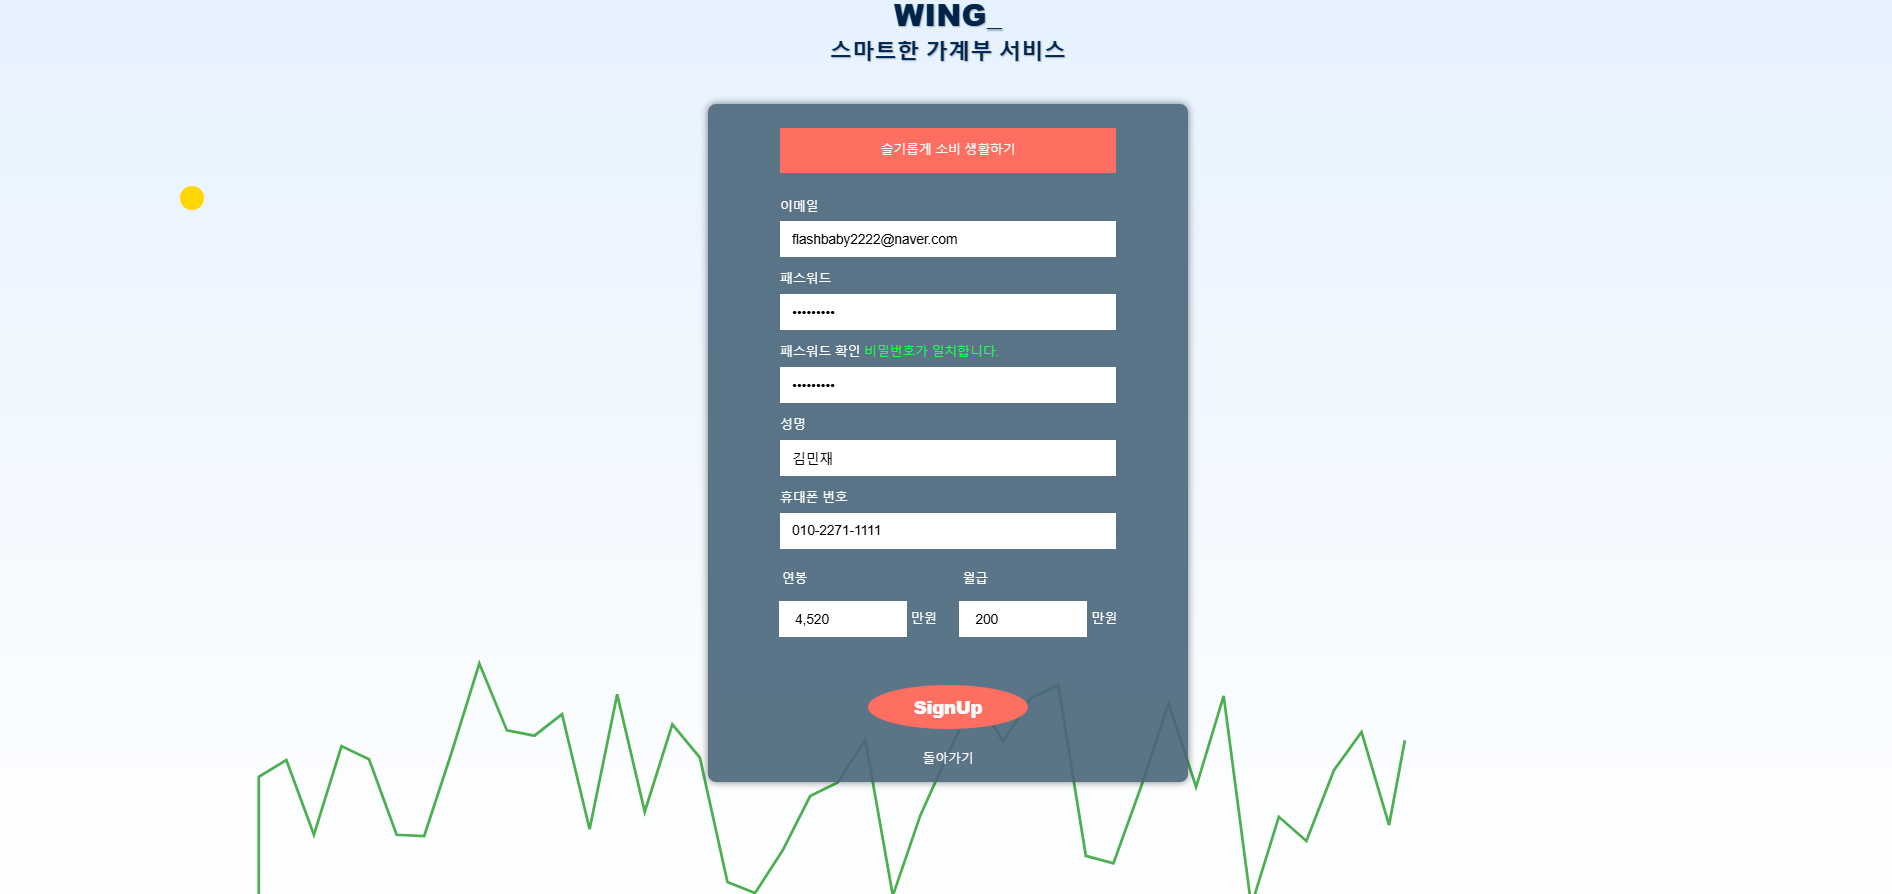 WING_
스마트한 가계부 서비스
슬기롭게 소비 생활하기
이메일
flashbaby2222@naver.com
패스워드
•••••••••
패스워드 확인 비밀번호가 일치합니다.
•••••••••
성명
김민재
휴대폰 번호
010-2271-1111
연봉 월급
4,520 만원 200 만원
SignUp
돌아가기